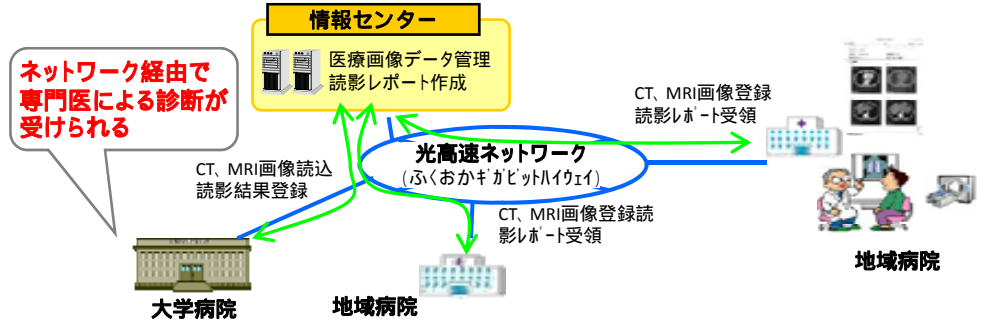 情報センター
医療画像データ管理
読影レポート作成
ネットワーク経由で
専門医による診断が
受けられる
CT、MRI画像登録
読影ﾚﾎﾟｰﾄ受領
光高速ネットワーク
(ふくおかｷﾞｶﾞﾋﾞｯﾄﾊｲｳｪｲ)
CT、MRI画像読込
読影結果登録
CT、MRI画像登録読
影ﾚﾎﾟｰﾄ受領
地域病院
大学病院
地域病院